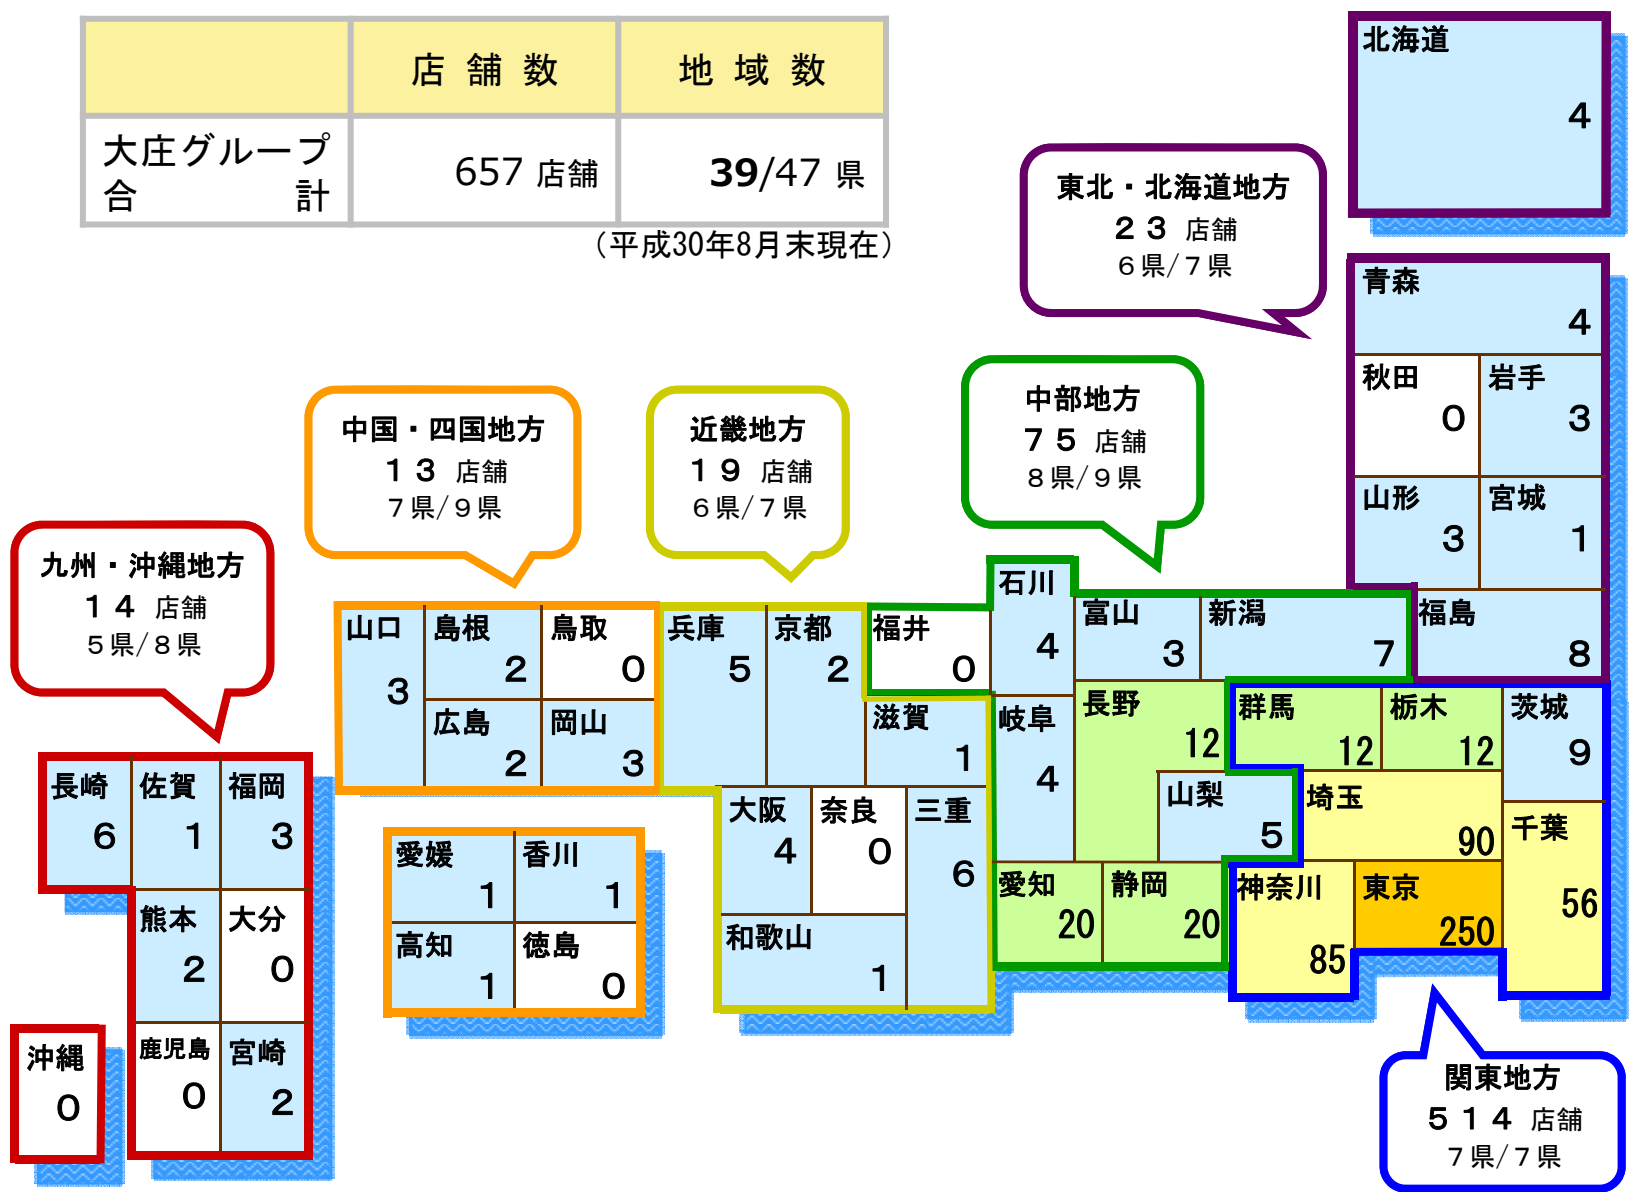 店 舗 数
地 域 数
大庄グループ
合 計
657 店舗
39/47 県
（平成30年8月末現在）
北海道
4
東北・北海道地方
２３ 店舗
６県/７県
青森
4
秋田
0
岩手
3
山形
3
宮城
1
福島
8
中部地方
７５ 店舗
８県/９県
石川
4
富山
3
新潟
7
福井
0
岐阜
4
長野
12
山梨
5
愛知
20
静岡
20
近畿地方
１９ 店舗
６県/７県
兵庫
5
京都
2
滋賀
1
大阪
4
奈良
0
三重
6
和歌山
1
中国・四国地方
１３ 店舗
７県/９県
山口
3
島根
2
鳥取
0
広島
2
岡山
3
愛媛
1
香川
1
高知
1
徳島
0
九州・沖縄地方
１４ 店舗
５県/８県
長崎
6
佐賀
1
福岡
3
熊本
2
大分
0
鹿児島
0
宮崎
2
沖縄
0
群馬
12
栃木
12
茨城
9
埼玉
90
千葉
56
神奈川
85
東京
250
関東地方
５１４ 店舗
７県/７県